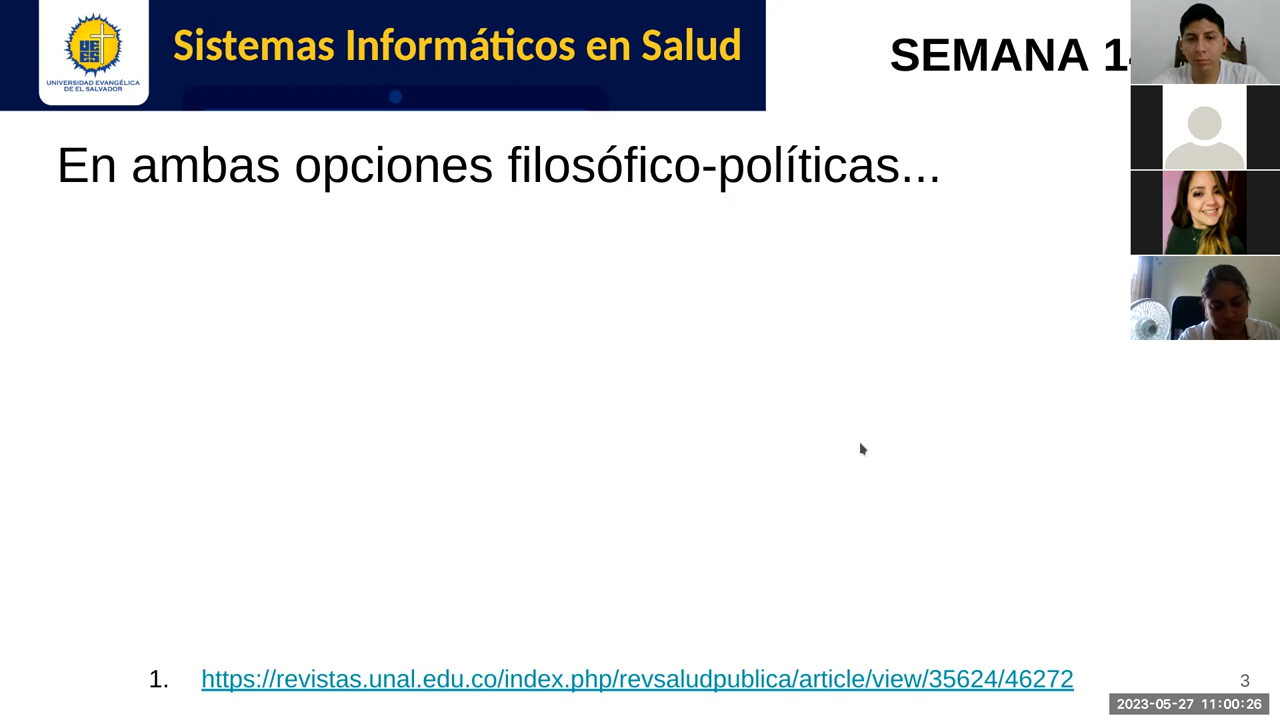 UNIVERSIDAD EVANGÉLICA
DE EL SALVADOR
Sistemas Informáticos en Salud
SEMANA
En ambas opciones filosófico-políticas...
1. https://revistas.unal.edu.co/index.php/revsaludpublica/article/view/35624/46272
3
2023-05-27 11:00:26